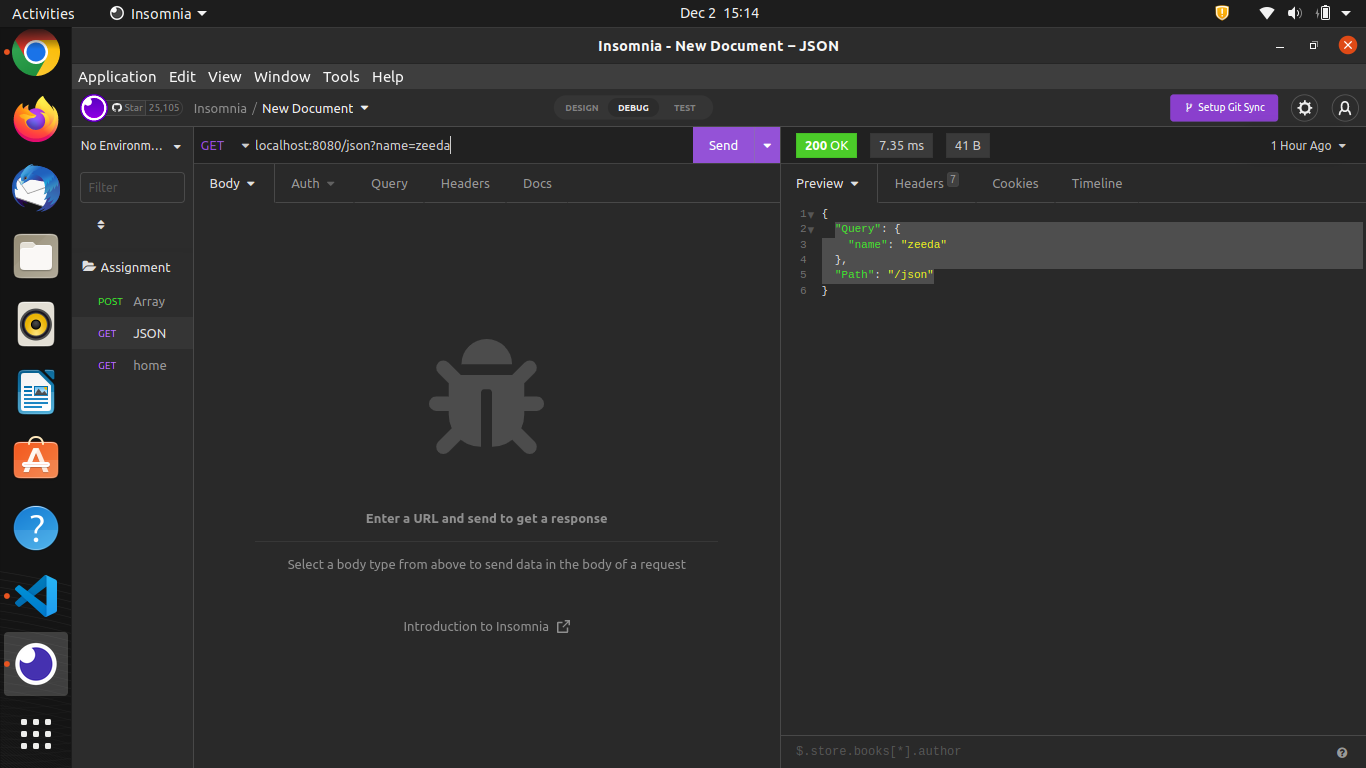 Activities Insomnia Dec 2 15:14
Insomnia - New Document – JSON
Application Edit View Window Tools Help
Star 25,105 Insomnia / New Document DESIGN DEBUG TEST Setup Git Sync
No Environm... GET localhost:8080/json?name=zeeda Send 200 OK 7.35 ms 41 B 1 Hour Ago
Filter Body Auth Query Headers Docs Preview Headers 7 Cookies Timeline
Assignment
POST Array
GET JSON
GET home
Enter a URL and send to get a response
Select a body type from above to send data in the body of a request
Introduction to Insomnia
1 {
2 "Query": {
3 "name": "zeeda"
4 },
5 "Path": "/json"
6 }
$.store.books[*].author